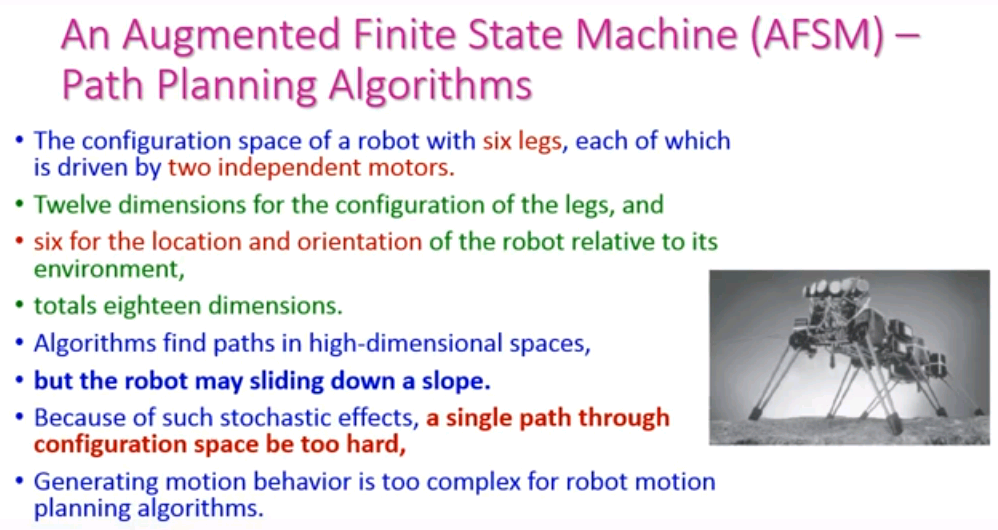 An Augmented Finite State Machine (AFSM) –
Path Planning Algorithms
• The configuration space of a robot with six legs, each of which
is driven by two independent motors.
• Twelve dimensions for the configuration of the legs, and
• six for the location and orientation of the robot relative to its
environment,
• totals eighteen dimensions.
• Algorithms find paths in high-dimensional spaces,
• but the robot may sliding down a slope.
• Because of such stochastic effects, a single path through
configuration space be too hard,
• Generating motion behavior is too complex for robot motion
planning algorithms.